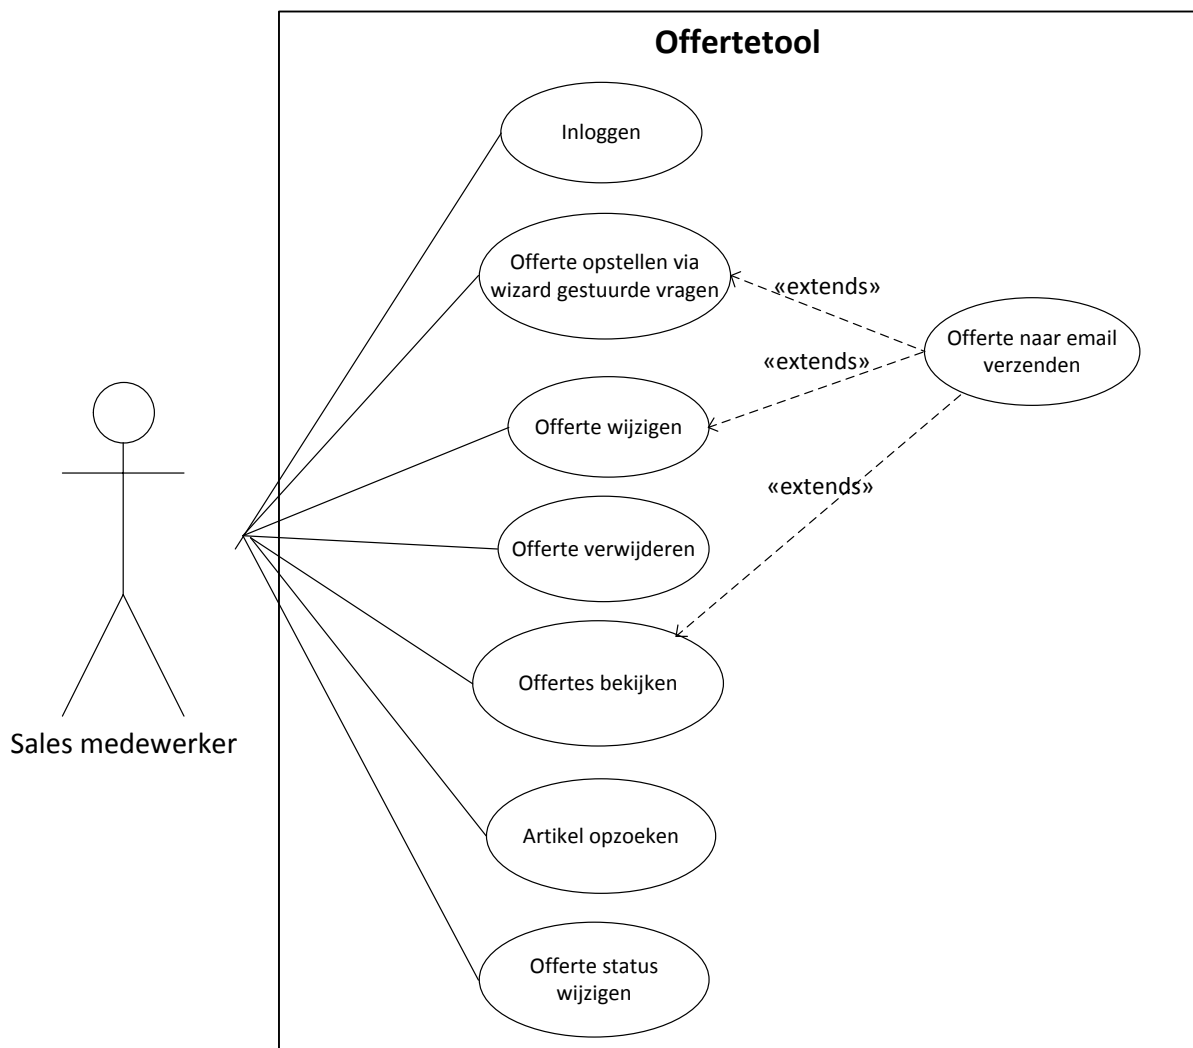 Offertetool
Inloggen
Offerte opstellen via
wizard gestuurde vragen
«extends»
Offerte naar email
verzenden
«extends»
Offerte wijzigen
«extends»
Offerte verwijderen
Offertes bekijken
Sales medewerker
Artikel opzoeken
Offerte status
wijzigen